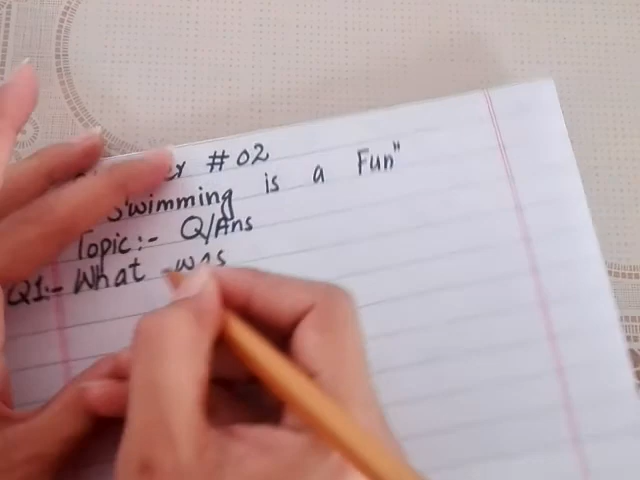 # 02
Swimming is a Fun"
Topic:- Q/Ans
Q1:- What was